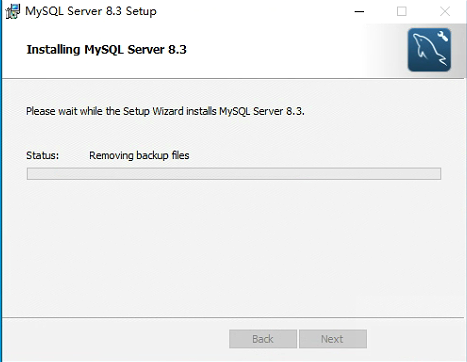 MySQL Server 8.3 Setup
Installing MySQL Server 8.3
Please wait while the Setup Wizard installs MySQL Server 8.3.
Status: Removing backup files
Back Next